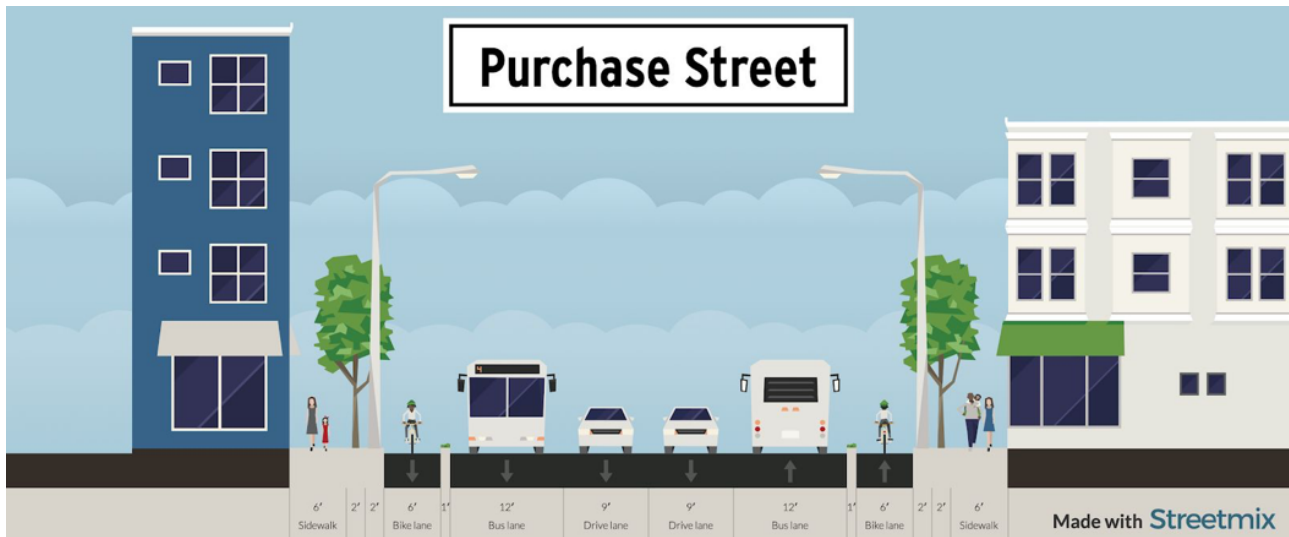 Purchase Street
4
6' 2' 2' 6' 1' 12' 9' 9' 12' 1' 6' 2' 2' 6'
Sidewalk Bike lane Bus lane Drive lane Drive lane Bus lane Bike lane Sidewalk
Made with Streetmix